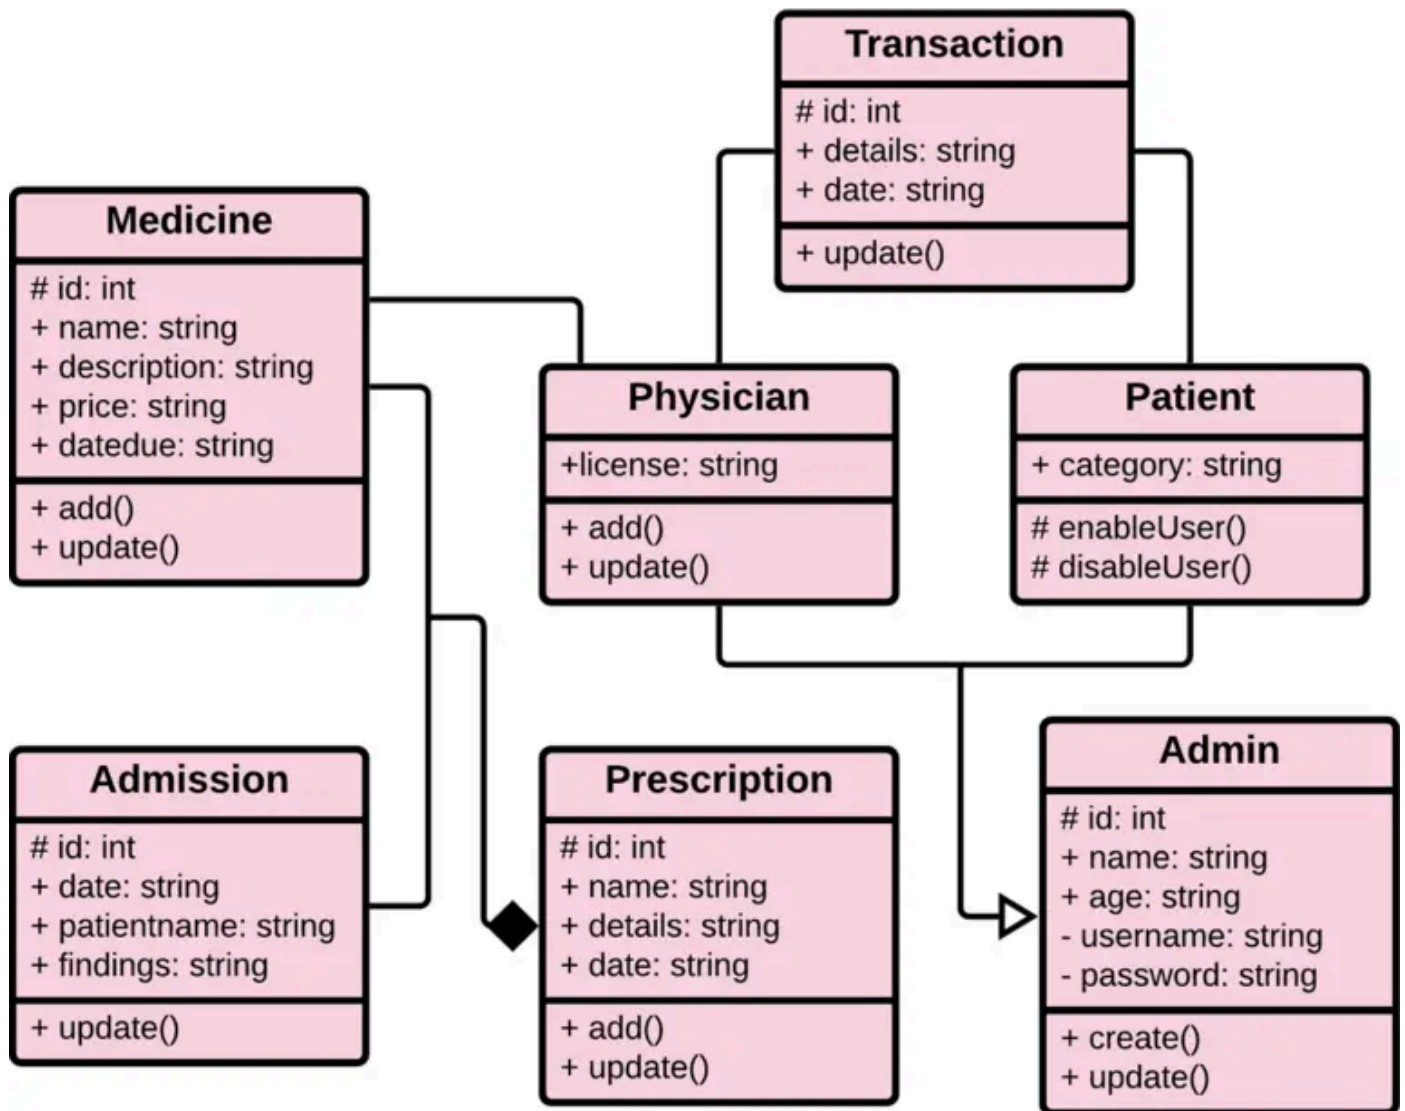 Transaction
# id: int
+ details: string
+ date: string
+ update()
Medicine
# id: int
+ name: string
+ description: string
+ price: string
+ datedue: string
+ add()
+ update()
Physician
+license: string
+ add()
+ update()
Patient
+ category: string
# enableUser()
# disableUser()
Admission
# id: int
+ date: string
+ patientname: string
+ findings: string
+ update()
Prescription
# id: int
+ name: string
+ details: string
+ date: string
+ add()
+ update()
Admin
# id: int
+ name: string
+ age: string
- username: string
- password: string
+ create()
+ update()